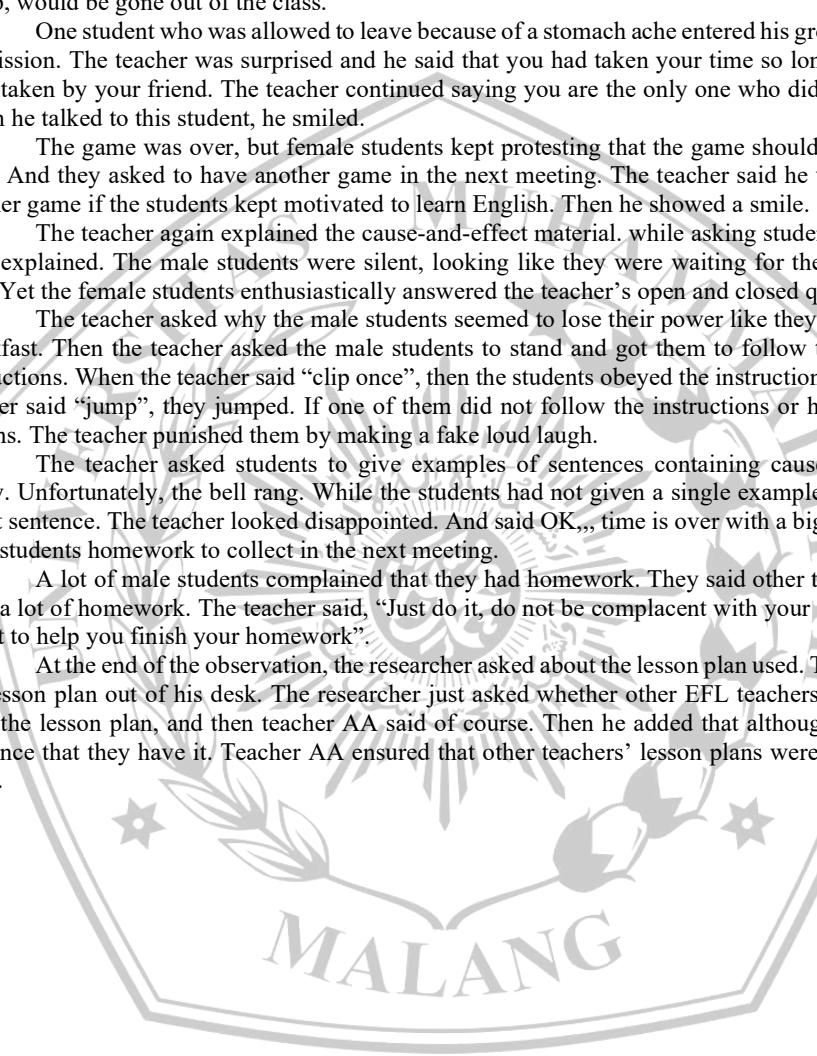 , would be gone out of the class.
One student who was allowed to leave because of a stomach ache entered his gro
ission. The teacher was surprised and he said that you had taken your time so lon
taken by your friend. The teacher continued saying you are the only one who did
n he talked to this student, he smiled.
The game was over, but female students kept protesting that the game should
. And they asked to have another game in the next meeting. The teacher said he
er game if the students kept motivated to learn English. Then he showed a smile.
The teacher again explained the cause-and-effect material. while asking stude
explained. The male students were silent, looking like they were waiting for the
Yet the female students enthusiastically answered the teacher’s open and closed q
The teacher asked why the male students seemed to lose their power like they
fast. Then the teacher asked the male students to stand and got them to follow
uctions. When the teacher said “clip once”, then the students obeyed the instruction
er said “jump”, they jumped. If one of them did not follow the instructions or h
ns. The teacher punished them by making a fake loud laugh.
The teacher asked students to give examples of sentences containing cause
. Unfortunately, the bell rang. While the students had not given a single example
t sentence. The teacher looked disappointed. And said OK,,, time is over with a big
students homework to collect in the next meeting.
A lot of male students complained that they had homework. They said other t
a lot of homework. The teacher said, “Just do it, do not be complacent with your
t to help you finish your homework”.
At the end of the observation, the researcher asked about the lesson plan used. T
esson plan out of his desk. The researcher just asked whether other EFL teachers
the lesson plan, and then teacher AA said of course. Then he added that althoug
nce that they have it. Teacher AA ensured that other teachers’ lesson plans were
.
UNIVERSITAS MUHAMMAD
MALANG